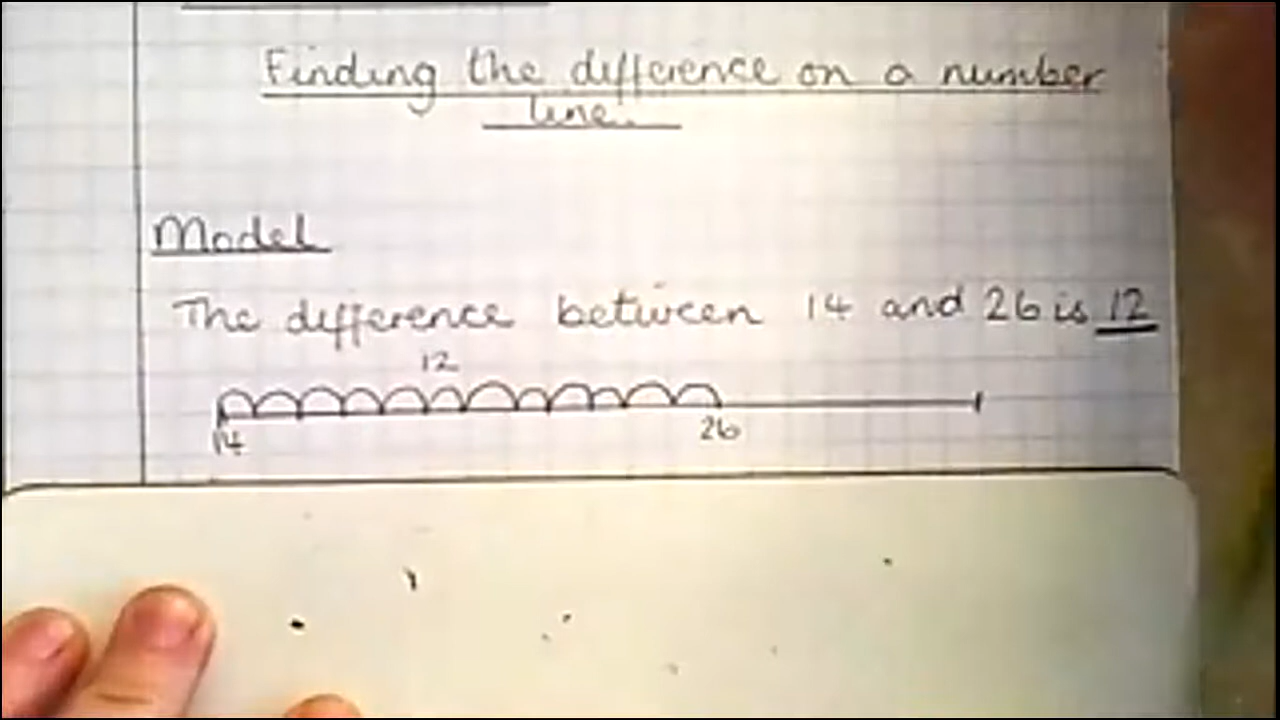 Finding the difference on a number
line.
Model
The difference between 14 and 26 is 12
12
14
26